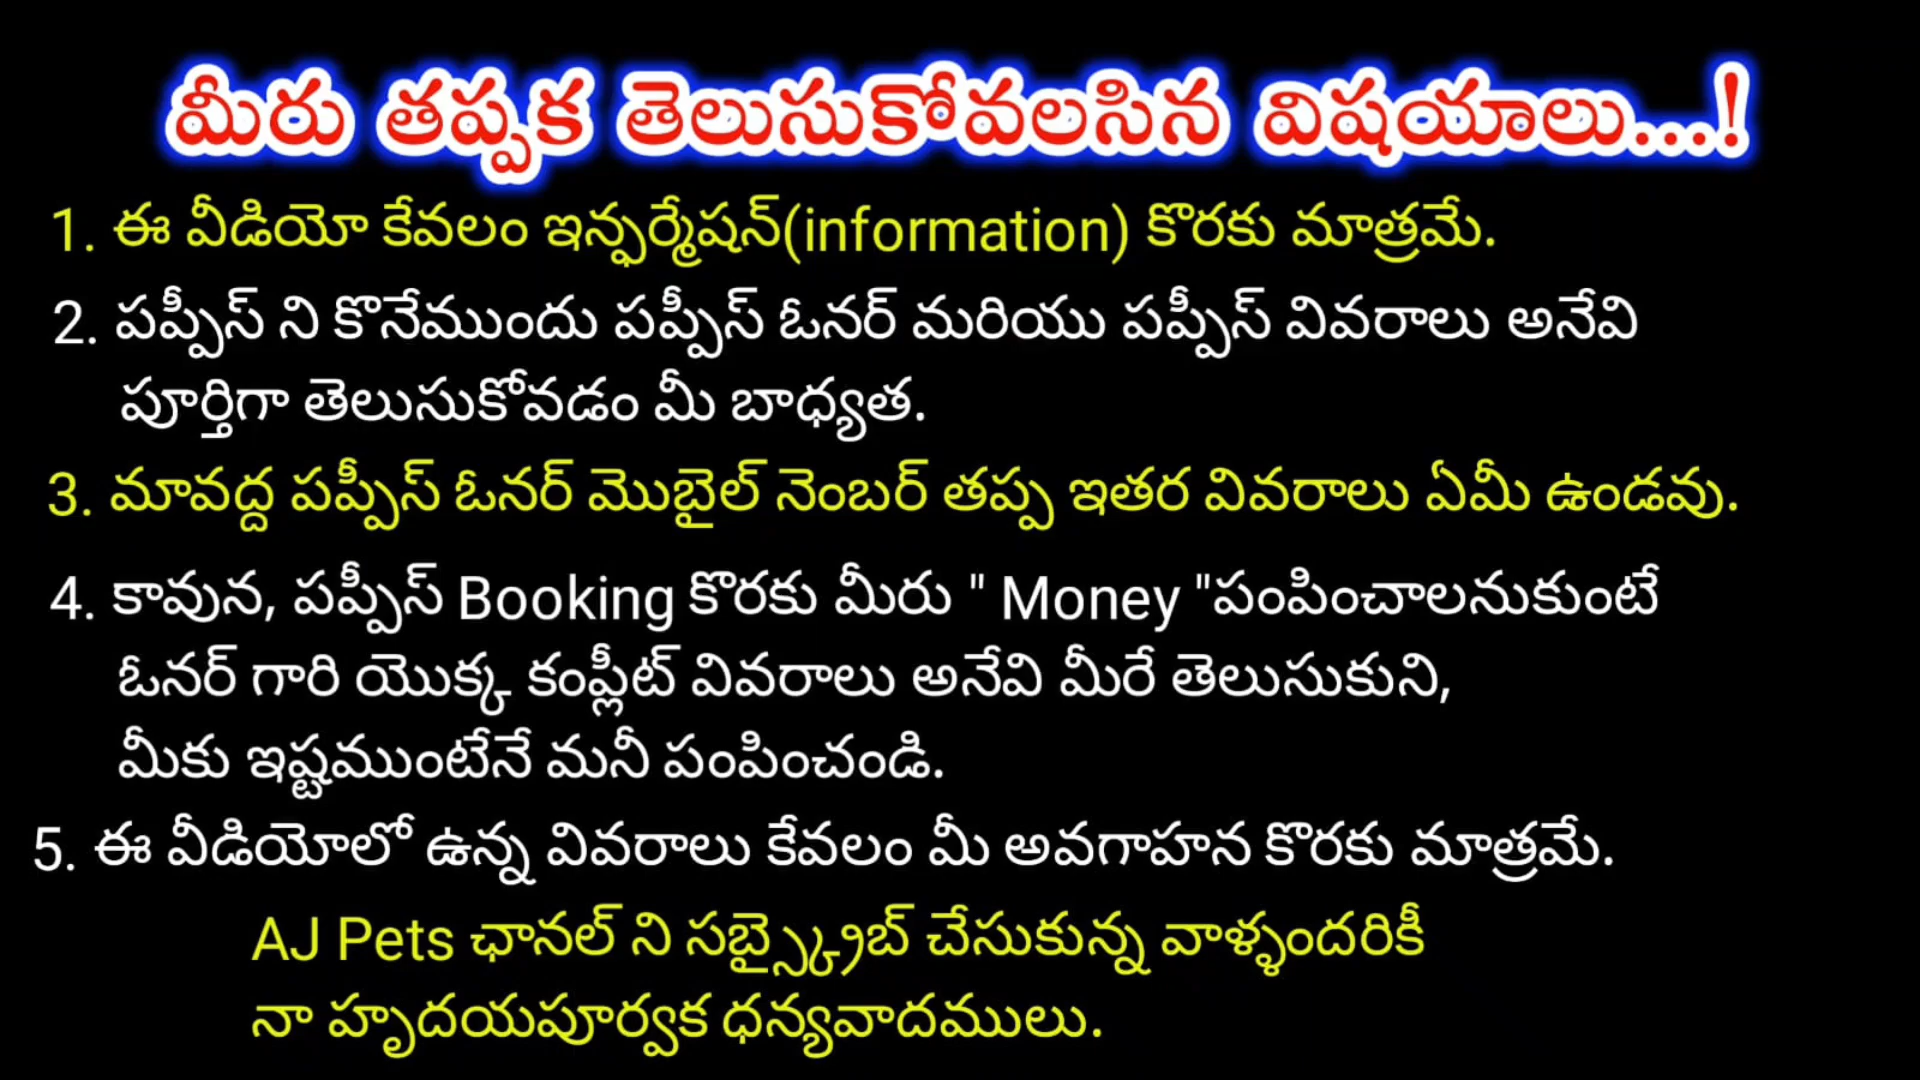 మీరు తప్పక తెలుసుకోవలసిన విషయాలు...!
1. ఈ వీడియో కేవలం ఇన్ఫర్మేషన్(information) కొరకు మాత్రమే.
2. పప్పీస్ ని కొనేముందు పప్పీస్ ఓనర్ మరియు పప్పీస్ వివరాలు అనేవి
పూర్తిగా తెలుసుకోవడం మీ బాధ్యత.
3. మావద్ద పప్పీస్ ఓనర్ మొబైల్ నెంబర్ తప్ప ఇతర వివరాలు ఏమీ ఉండవు.
4. కావున, పప్పీస్ Booking కొరకు మీరు " Money "పంపించాలనుకుంటే
ఓనర్ గారి యొక్క కంప్లీట్ వివరాలు అనేవి మీరే తెలుసుకుని,
మీకు ఇష్టముంటేనే మనీ పంపించండి.
5. ఈ వీడియోలో ఉన్న వివరాలు కేవలం మీ అవగాహన కొరకు మాత్రమే.
AJ Pets ఛానల్ ని సబ్స్క్రైబ్ చేసుకున్న వాళ్ళందరికీ
నా హృదయపూర్వక ధన్యవాదములు.